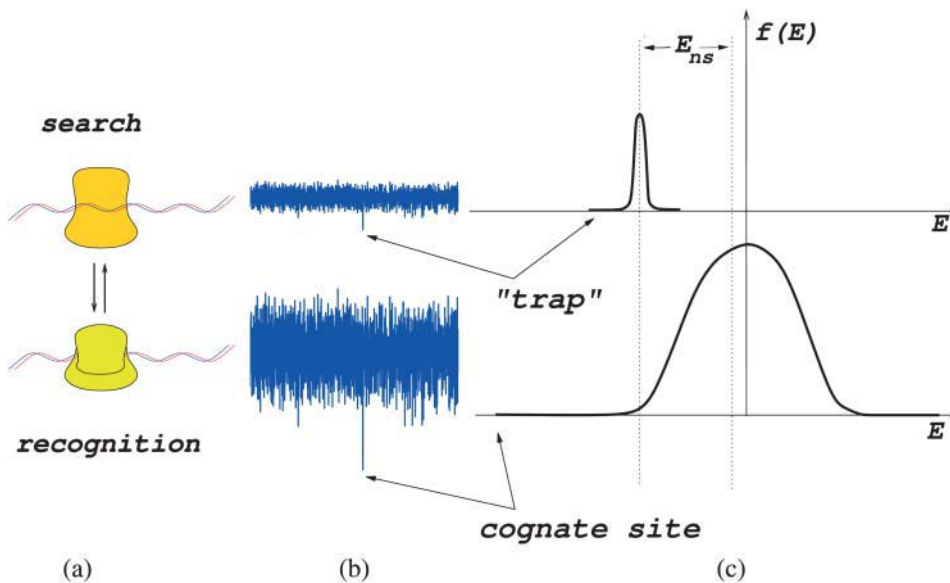 f(E)
E_ns
search
E
"trap"
recognition
E
cognate site
(a) (b) (c)